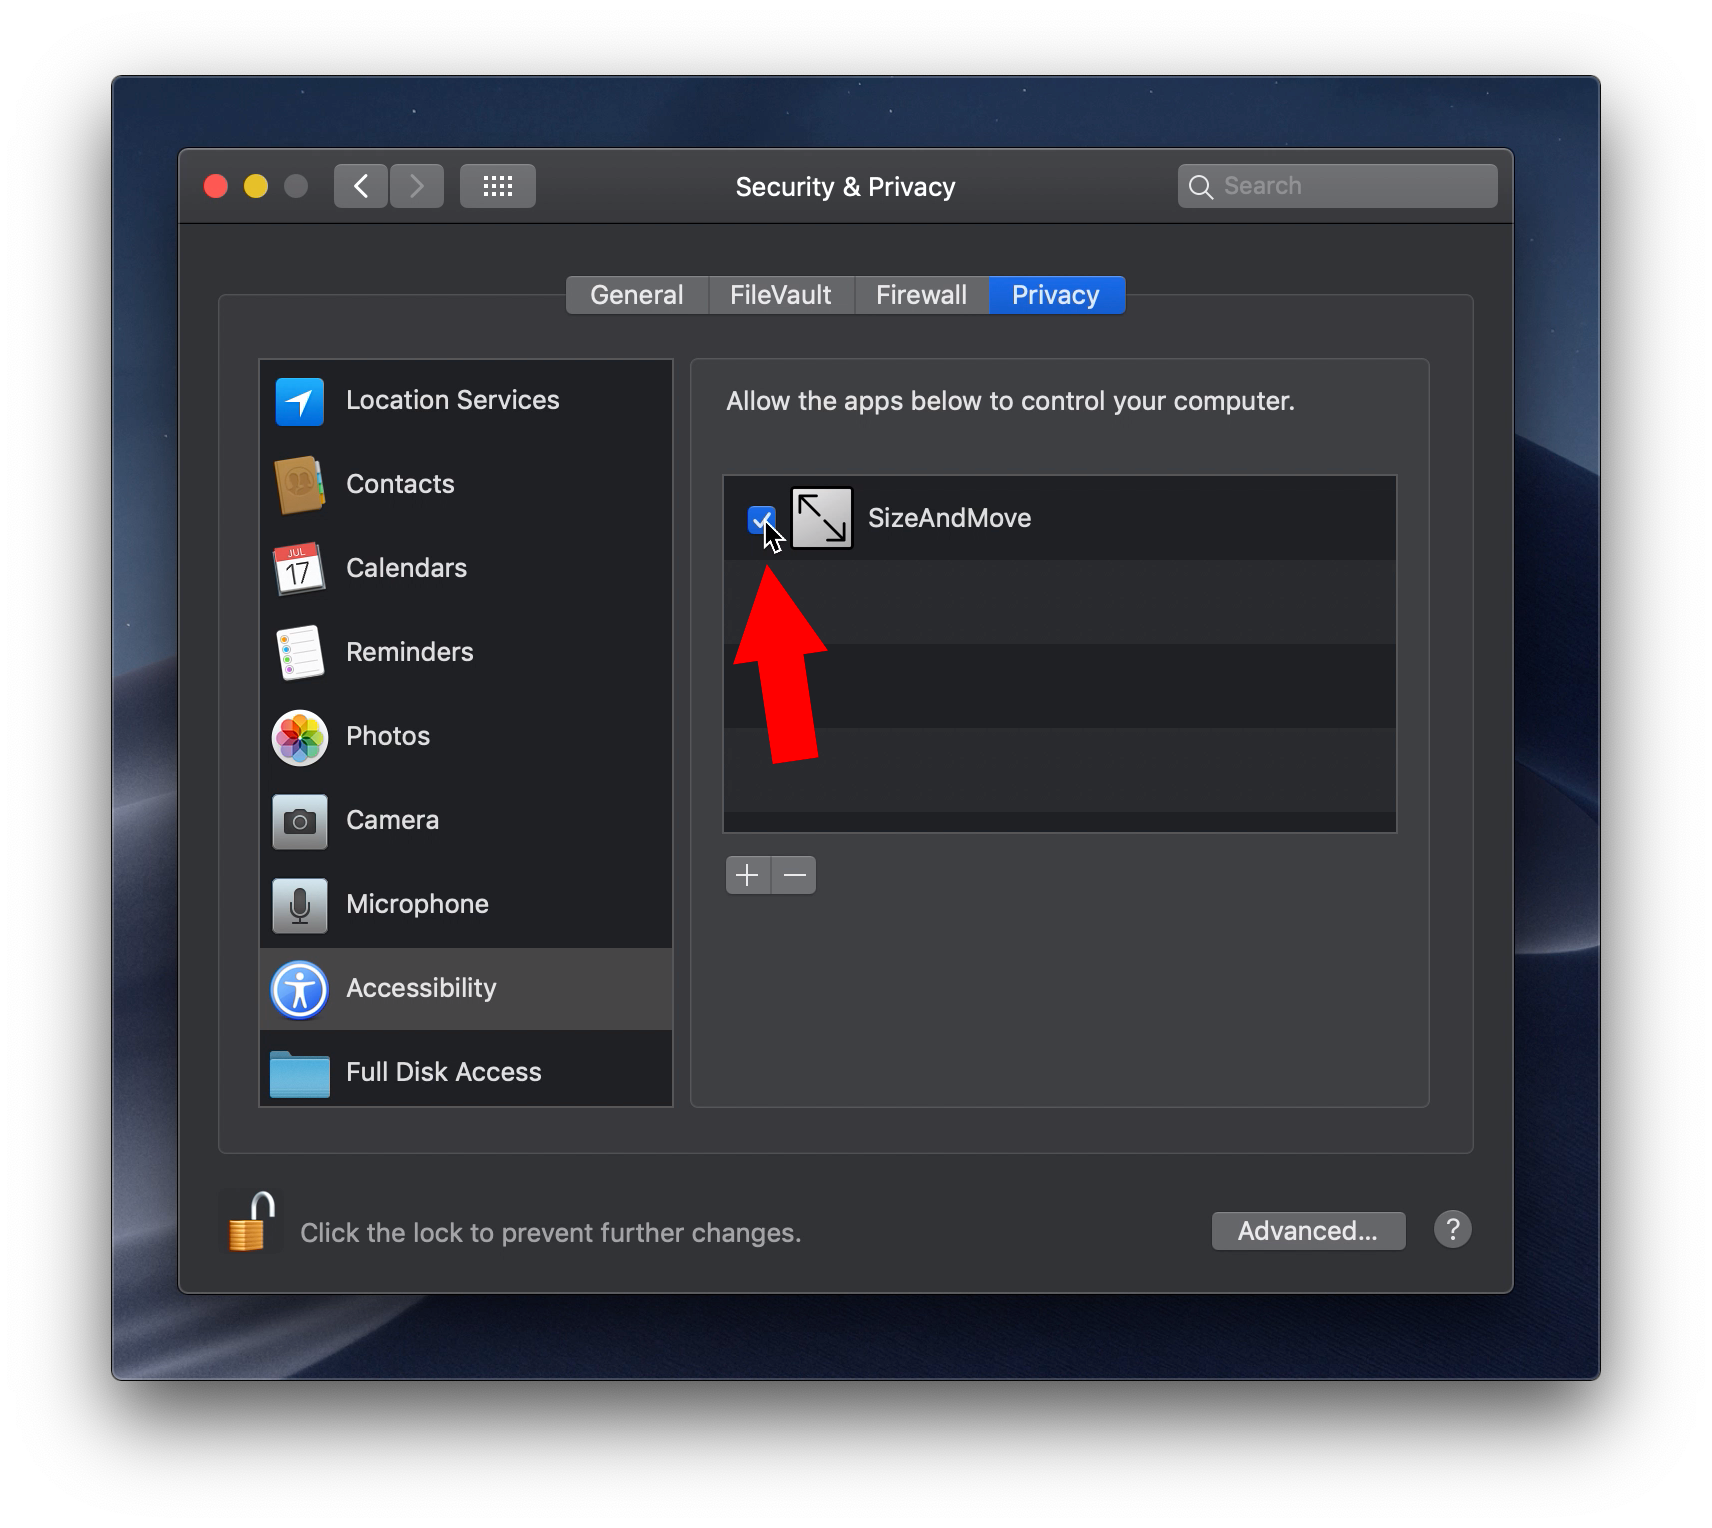 Security & Privacy
Search
General
FileVault
Firewall
Privacy
Location Services
Contacts
JUL
17
Calendars
Reminders
Photos
Camera
Microphone
Accessibility
Full Disk Access
Allow the apps below to control your computer.
SizeAndMove
Click the lock to prevent further changes.
Advanced...
?